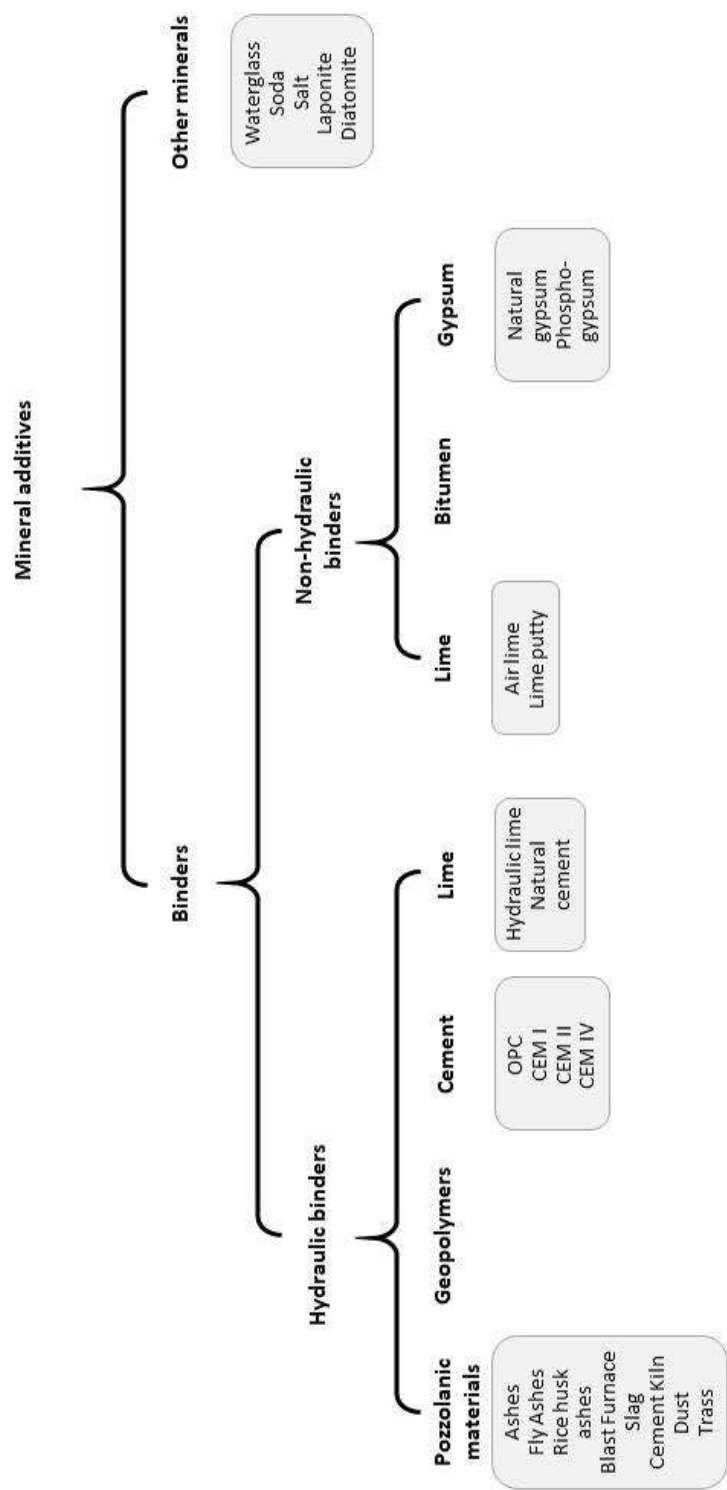 Mineral additives
Binders
Other minerals
Waterglass
Soda
Salt
Laponite
Diatomite
Hydraulic binders
Non-hydraulic
binders
Pozzolanic
materials
Geopolymers
Cement
Lime
Lime
Bitumen
Gypsum
Ashes
Fly Ashes
Rice husk
ashes
Blast Furnace
Slag
Cement Kiln
Dust
Trass
OPC
CEM I
CEM II
CEM IV
Hydraulic lime
Natural
cement
Air lime
Lime putty
Natural
gypsum
Phospho-
gypsum